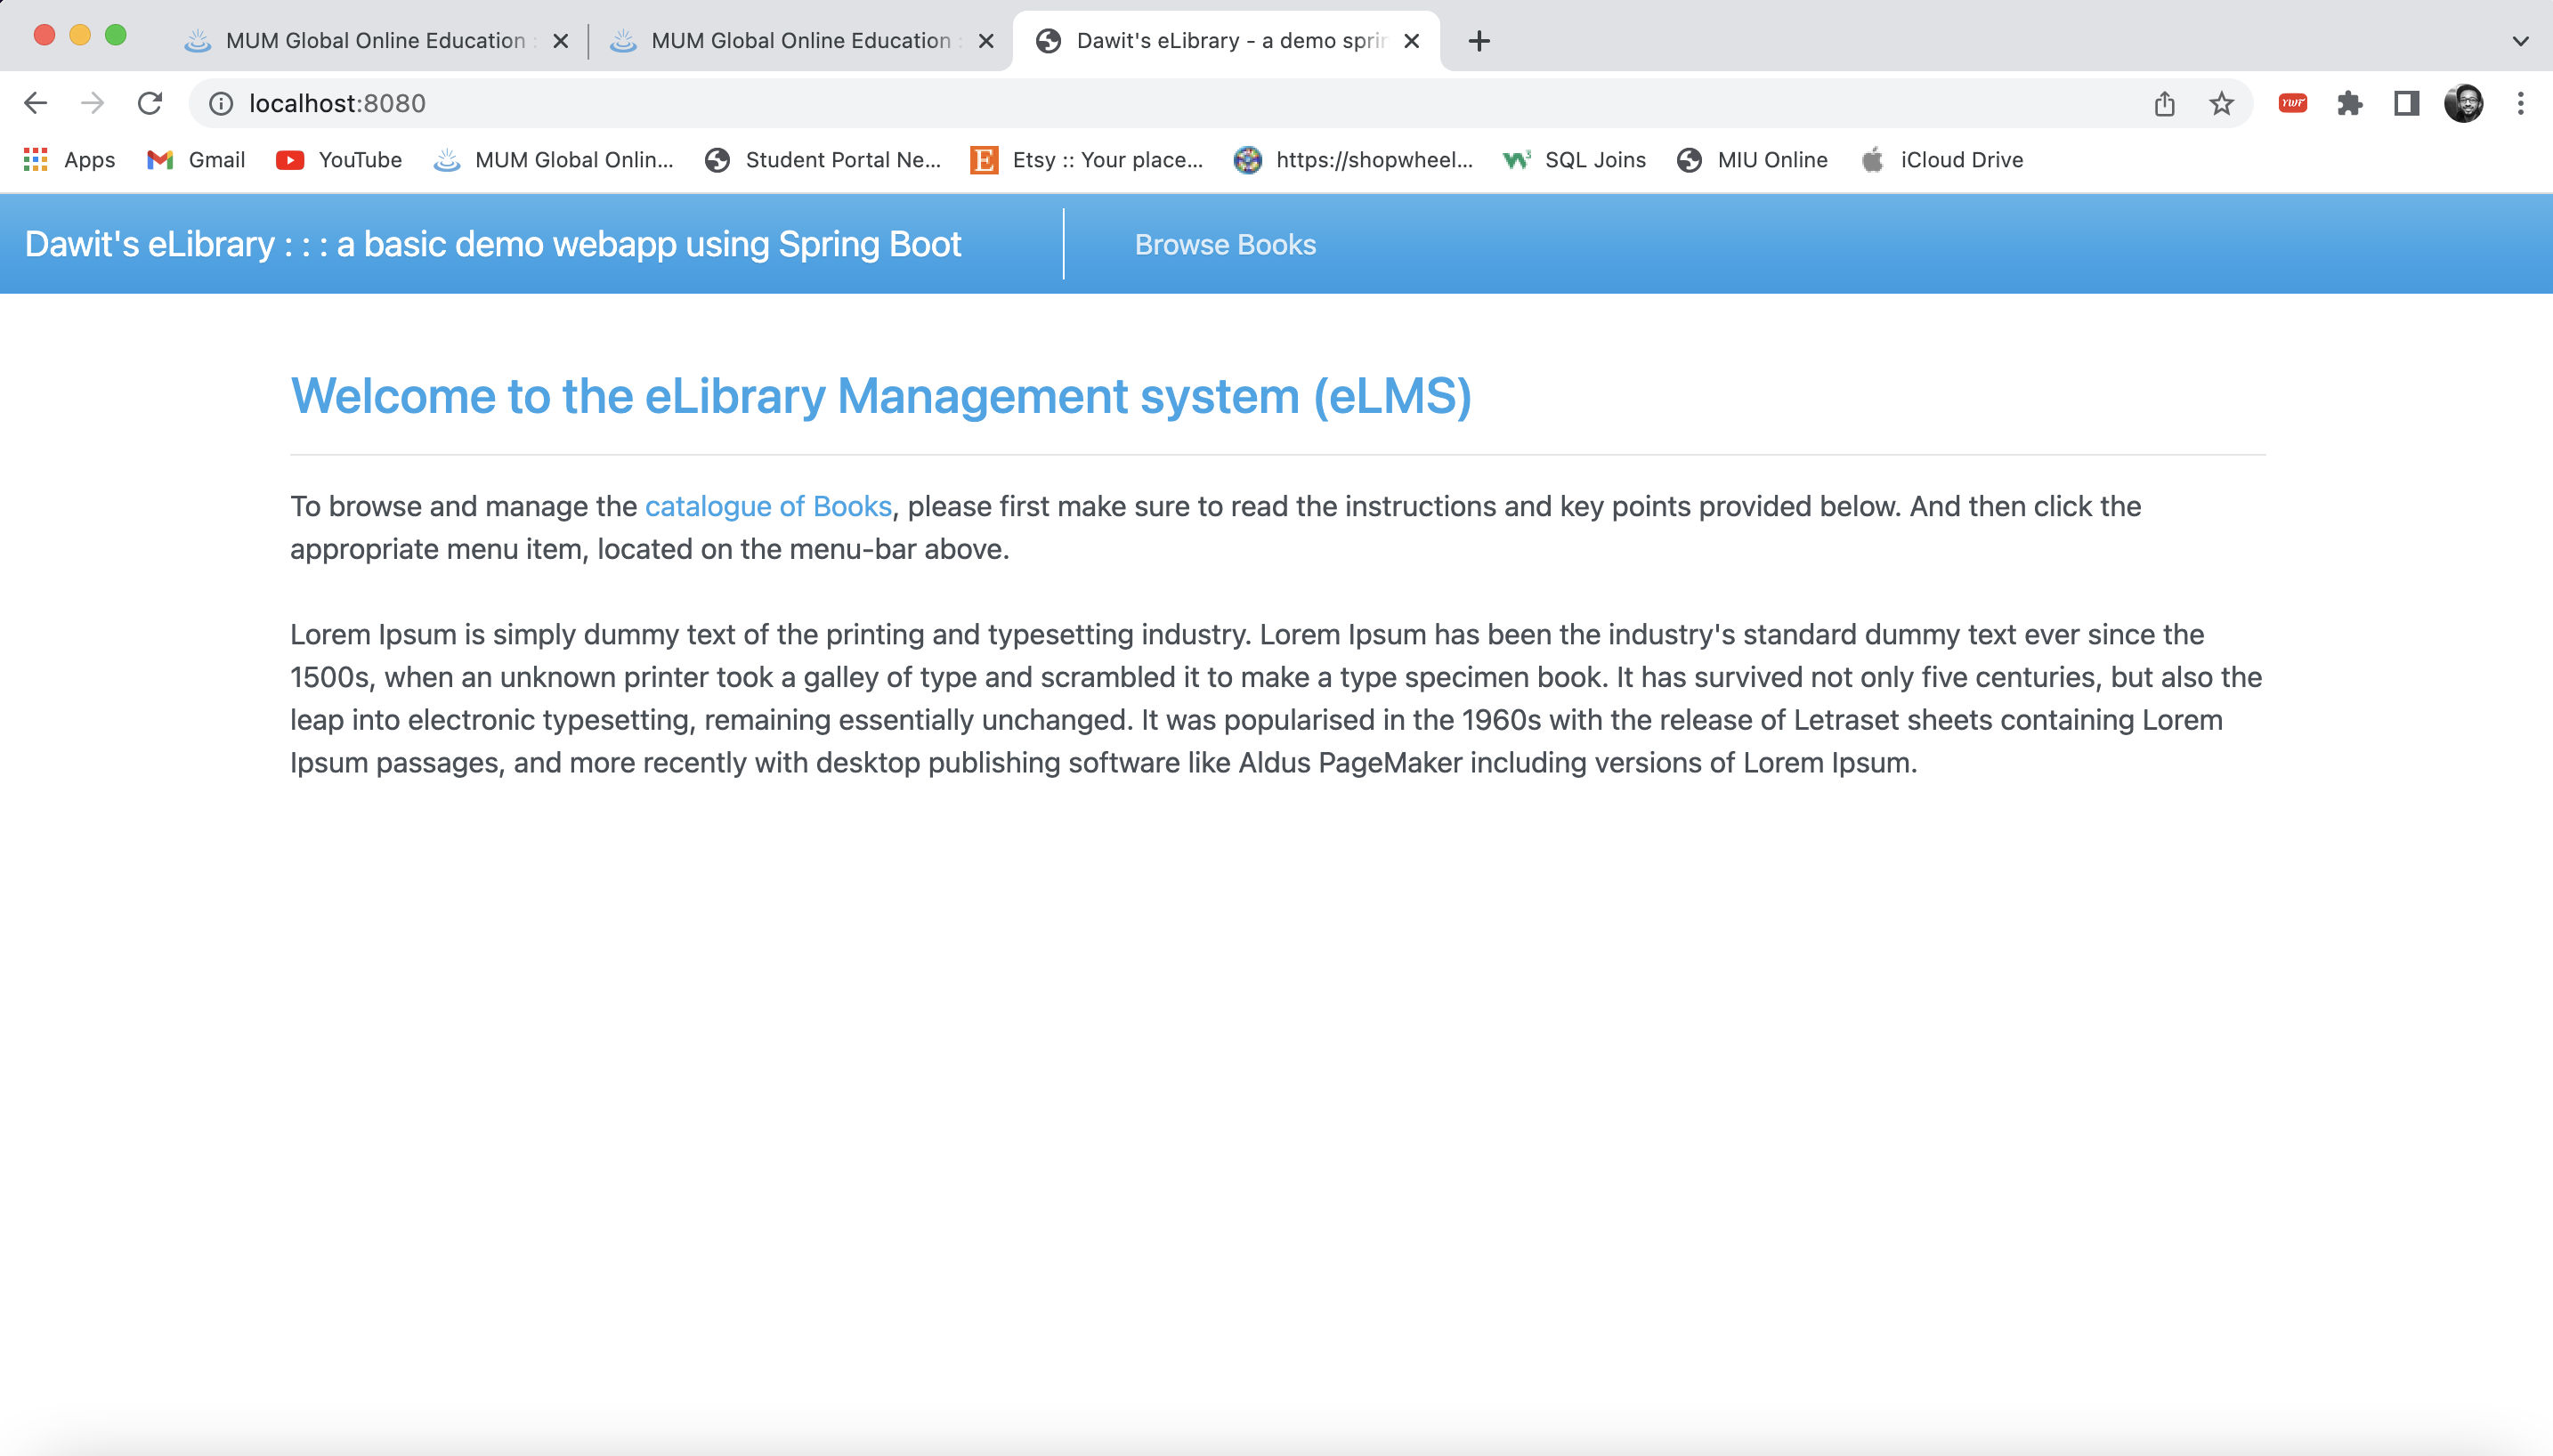 MUM Global Online Education :
MUM Global Online Education :
Dawit's eLibrary - a demo sprin
localhost:8080
YWF
Apps
Gmail
YouTube
MUM Global Onlin...
Student Portal Ne...
E
Etsy :: Your place...
https://shopwheel...
W3
SQL Joins
MIU Online
iCloud Drive
Dawit's eLibrary : : : a basic demo webapp using Spring Boot
Browse Books
Welcome to the eLibrary Management system (eLMS)
To browse and manage the catalogue of Books, please first make sure to read the instructions and key points provided below. And then click the
appropriate menu item, located on the menu-bar above.
Lorem Ipsum is simply dummy text of the printing and typesetting industry. Lorem Ipsum has been the industry's standard dummy text ever since the
1500s, when an unknown printer took a galley of type and scrambled it to make a type specimen book. It has survived not only five centuries, but also the
leap into electronic typesetting, remaining essentially unchanged. It was popularised in the 1960s with the release of Letraset sheets containing Lorem
Ipsum passages, and more recently with desktop publishing software like Aldus PageMaker including versions of Lorem Ipsum.